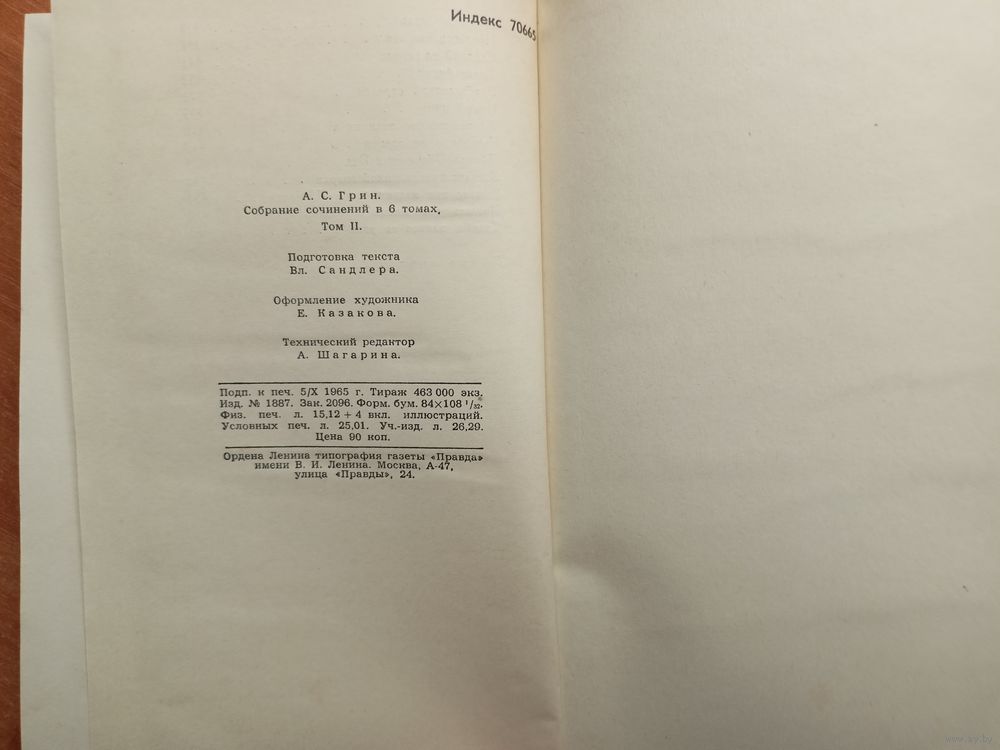 Индекс 70665
А. С. Грин.
Собрание сочинений в 6 томах.
Том II.
Подготовка текста
Вл. Сандлера.
Оформление художника
Е. Казакова.
Технический редактор
А. Шагарина.
Подп. к печ. 5/X 1965 г. Тираж 463 000 экз.
Изд. № 1887. Зак. 2096. Форм. бум. 84×108 1/32.
Физ. печ. л. 15,12 + 4 вкл. иллюстраций.
Условных печ. л. 25,01. Уч.-изд. л. 26,29.
Цена 90 коп.
Ордена Ленина типография газеты «Правда»
имени В. И. Ленина. Москва, А-47,
улица «Правды», 24.